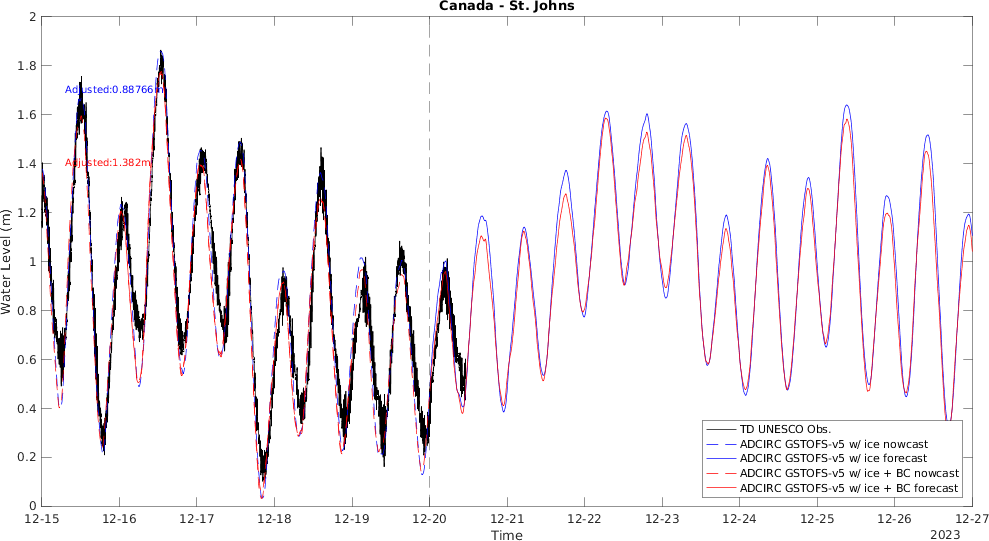 Canada - St. Johns
2
1.8
1.6
1.4
1.2
1
0.8
0.6
0.4
0.2
0
Water Level (m)
Adjusted:0.88766m
Adjusted:1.382m
TD UNESCO Obs.
ADCIRC GSTOFS-v5 w/ ice nowcast
ADCIRC GSTOFS-v5 w/ ice forecast
ADCIRC GSTOFS-v5 w/ ice + BC nowcast
ADCIRC GSTOFS-v5 w/ ice + BC forecast
12-15 12-16 12-17 12-18 12-19 12-20 12-21 12-22 12-23 12-24 12-25 12-26 12-27
Time
2023